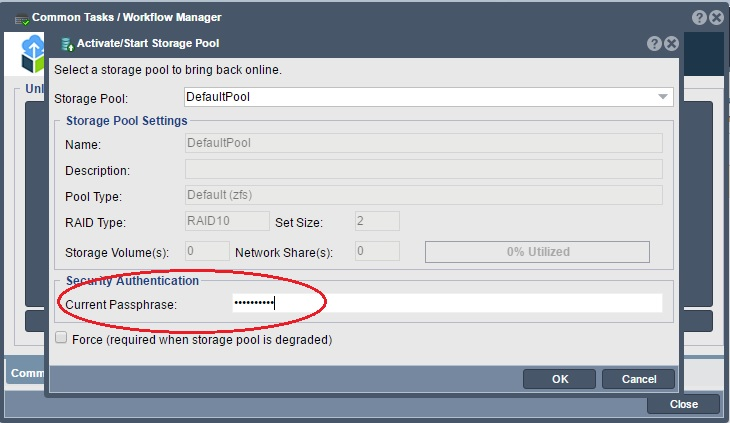 Common Tasks / Workflow Manager
Activate/Start Storage Pool
Select a storage pool to bring back online.
Storage Pool: DefaultPool
Storage Pool Settings
Name: DefaultPool
Description:
Pool Type: Default (zfs)
RAID Type: RAID10 Set Size: 2
Storage Volume(s): 0 Network Share(s): 0 0% Utilized
Security Authentication
Current Passphrase: ••••••••••
Force (required when storage pool is degraded)
OK Cancel
Close